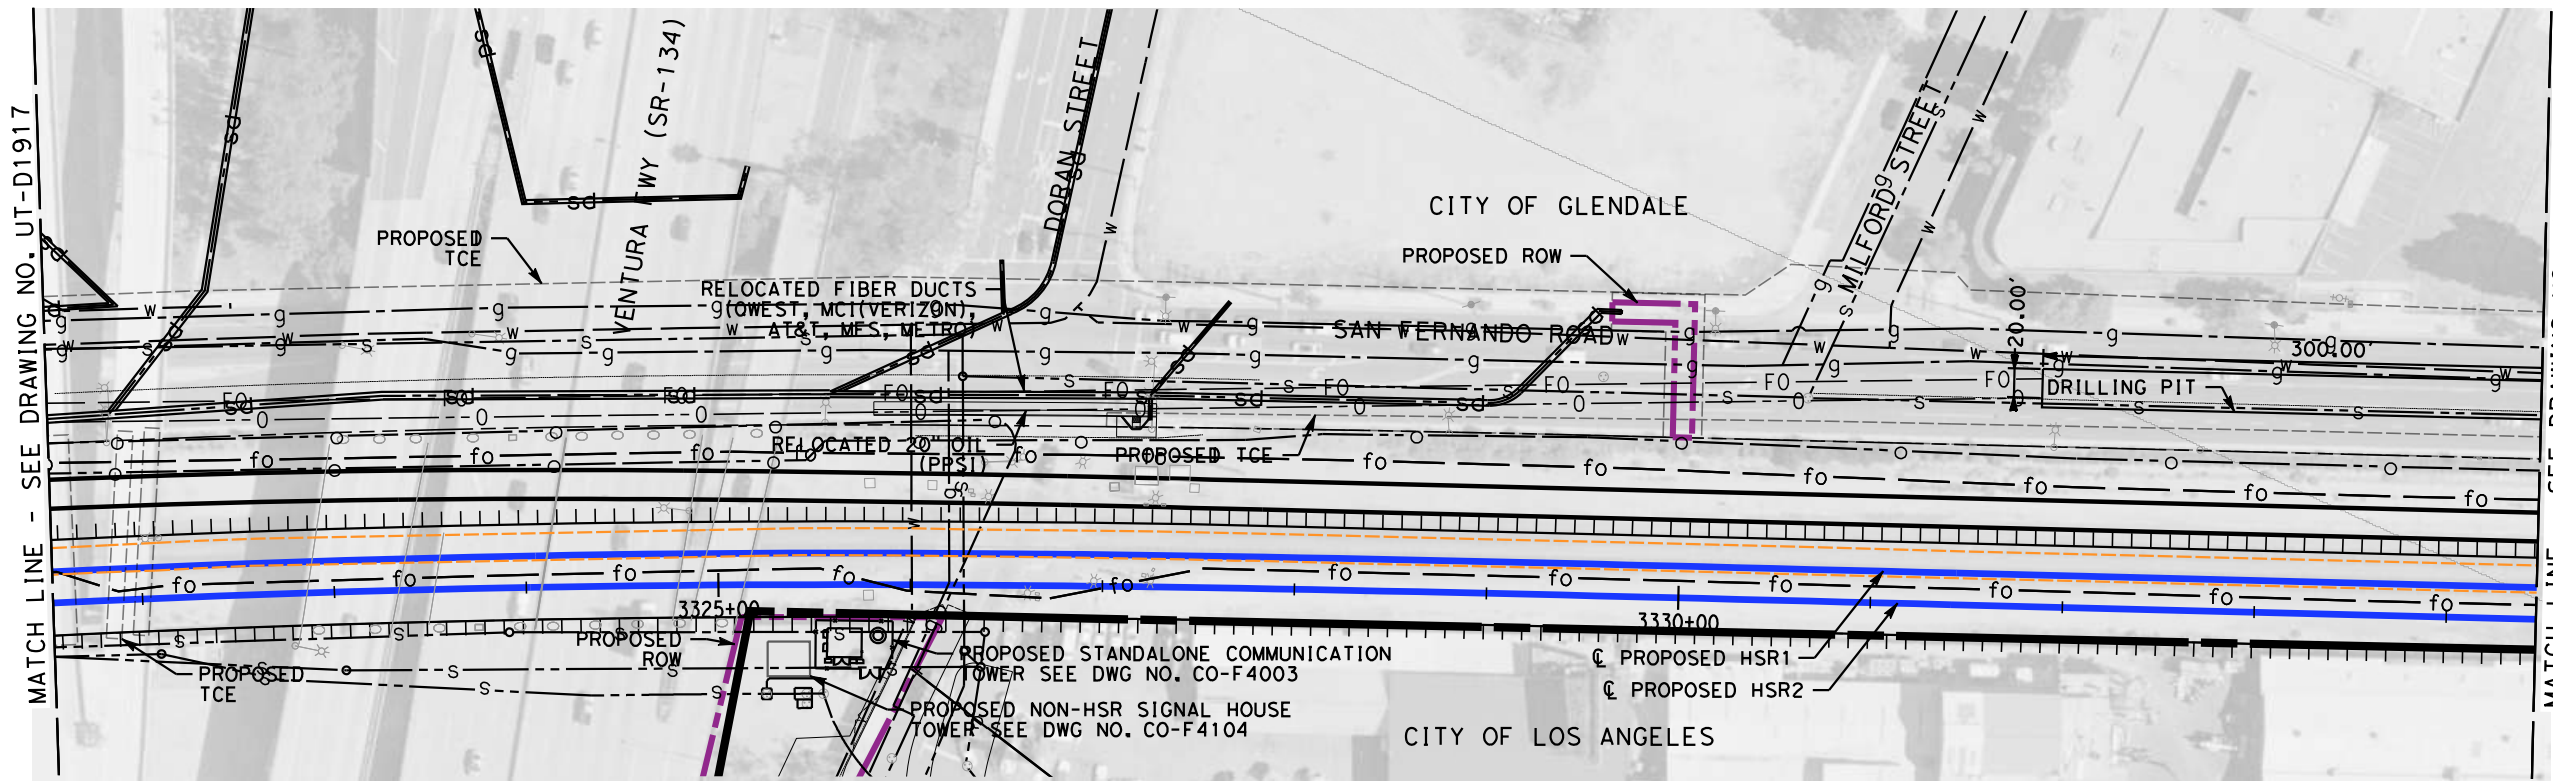 MATCH LINE - SEE DRAWING NO. UT-D1917
VENTURA FWY (SR-134)
DORAN STREET
MILFORD STREET
CITY OF GLENDALE
PROPOSED
TCE
PROPOSED ROW
RELOCATED FIBER DUCTS
(QWEST, MCI(VERIZON),
AT&T, MFS, METRO)
SAN FERNANDO ROAD
20.00'
300.00'
DRILLING PIT
RELOCATED 20" OIL
(PPSI)
PROPOSED TCE
3325+00
3330+00
PROPOSED
ROW
PROPOSED
TCE
PROPOSED STANDALONE COMMUNICATION
TOWER SEE DWG NO. CO-F4003
PROPOSED NON-HSR SIGNAL HOUSE
TOWER SEE DWG NO. CO-F4104
℄ PROPOSED HSR1
℄ PROPOSED HSR2
CITY OF LOS ANGELES